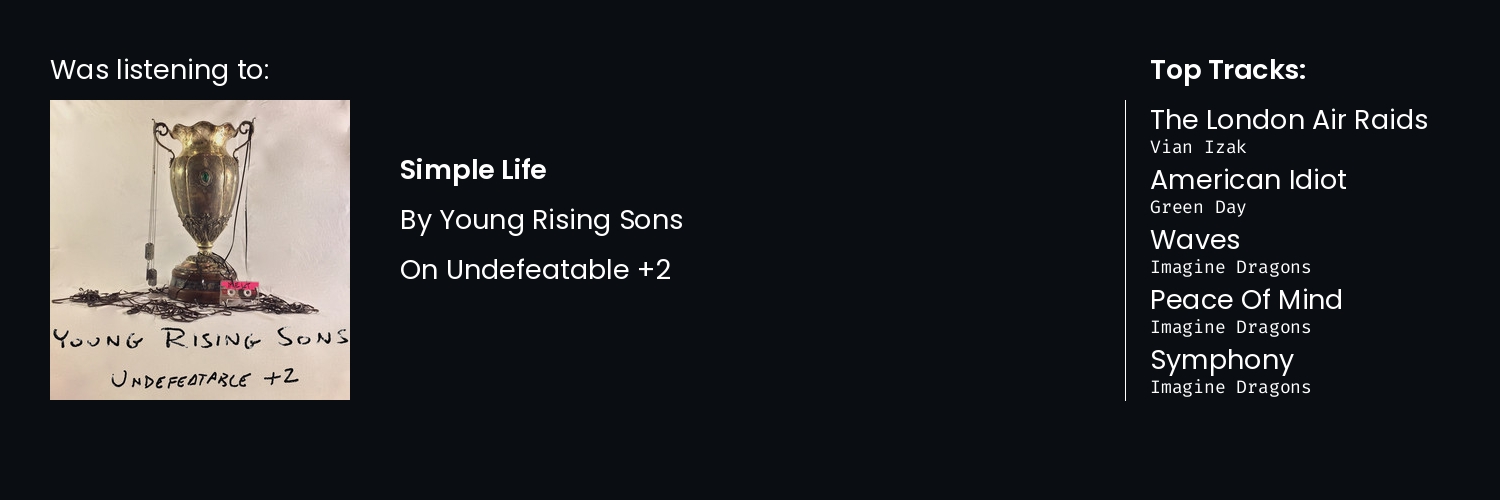 Was listening to:
MELT
YOUNG RISING SONS
UNDEFEATABLE +2
Simple Life
By Young Rising Sons
On Undefeatable +2
Top Tracks:
The London Air Raids
Vian Izak
American Idiot
Green Day
Waves
Imagine Dragons
Peace Of Mind
Imagine Dragons
Symphony
Imagine Dragons